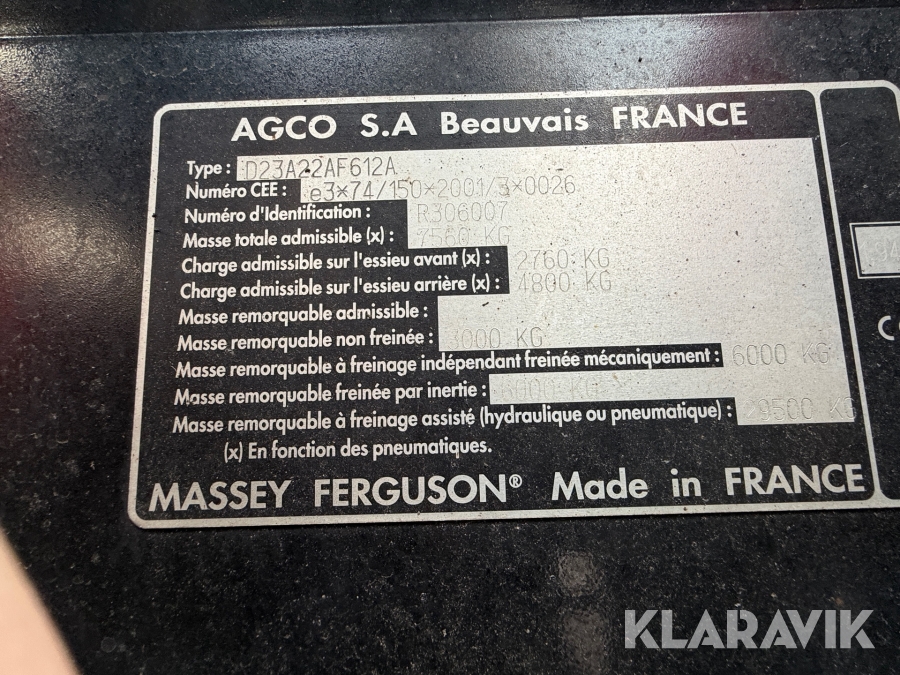 AGCO S.A Beauvais FRANCE
Type : D23A22AF612A
Numéro CEE : e3*74/150*2001/3*0026
Numéro d'Identification : R306007
Masse totale admissible (x) : 7560 KG
Charge admissible sur l'essieu avant (x) : 2760 KG
Charge admissible sur l'essieu arrière (x) : 4800 KG
Masse remorquable admissible :
Masse remorquable non freinée : 3000 KG
Masse remorquable à freinage indépendant freinée mécaniquement : 6000 KG
Masse remorquable freinée par inertie : KG
Masse remorquable à freinage assisté (hydraulique ou pneumatique) : 29500 KG
(x) En fonction des pneumatiques.
MASSEY FERGUSON® Made in FRANCE
KLARAVIK